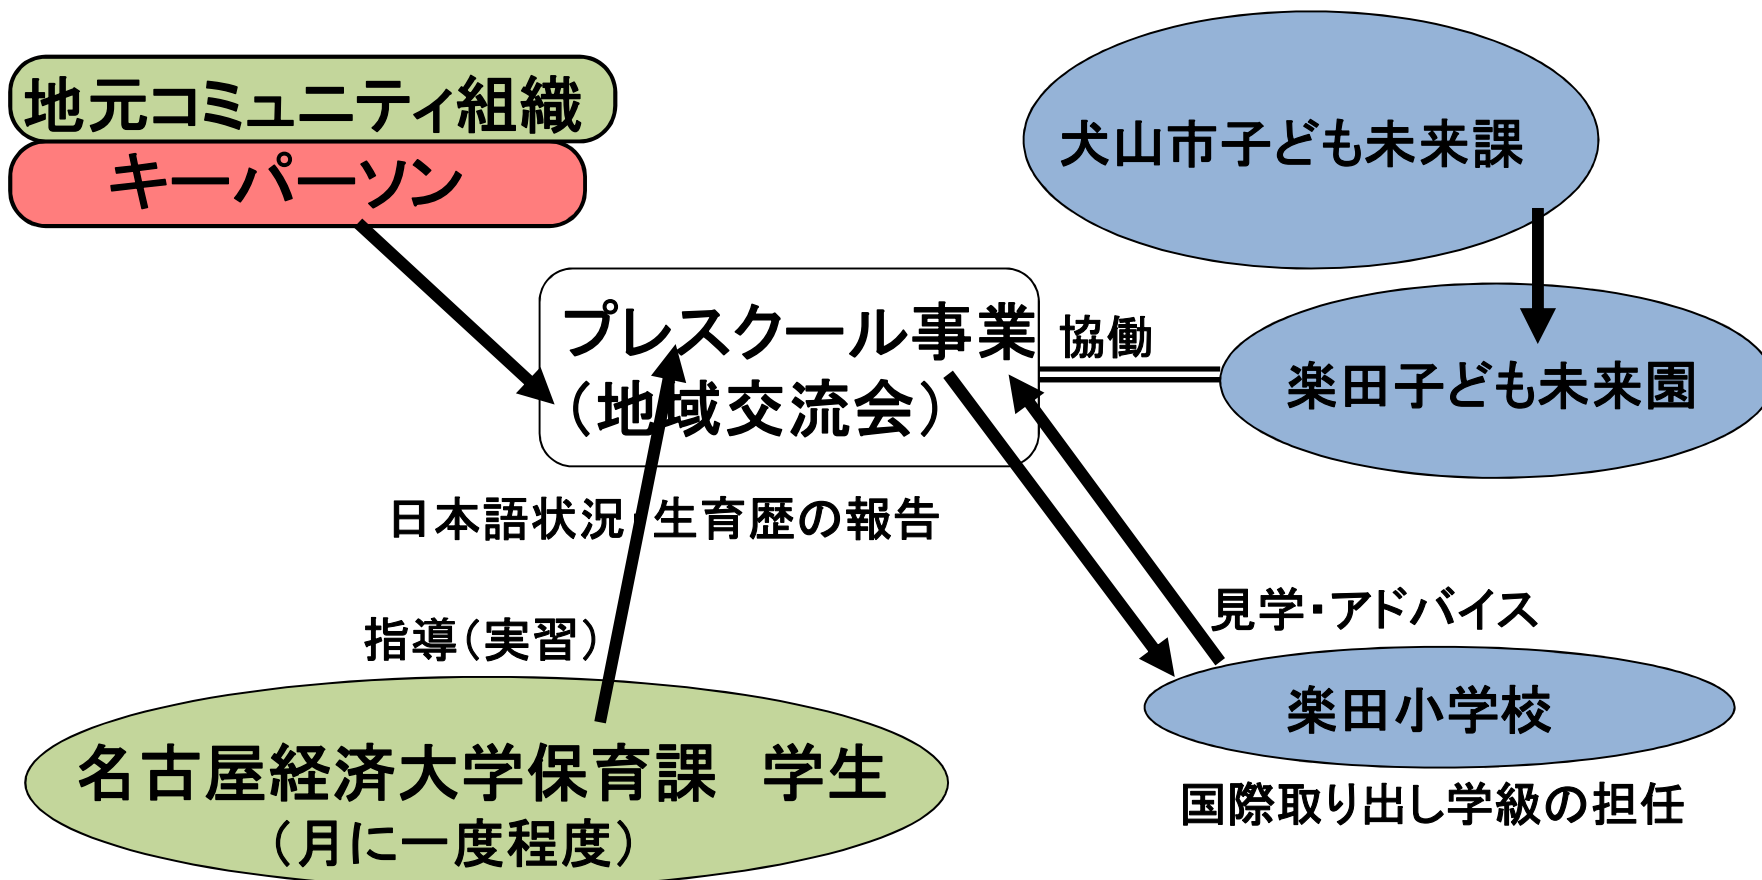 地元コミュニティ組織
キーパーソン
犬山市子ども未来課
プレスクール事業
（地域交流会）
協働
楽田子ども未来園
日本語状況・生育歴の報告
指導（実習）
見学・アドバイス
楽田小学校
国際取り出し学級の担任
名古屋経済大学保育課　学生
（月に一度程度）